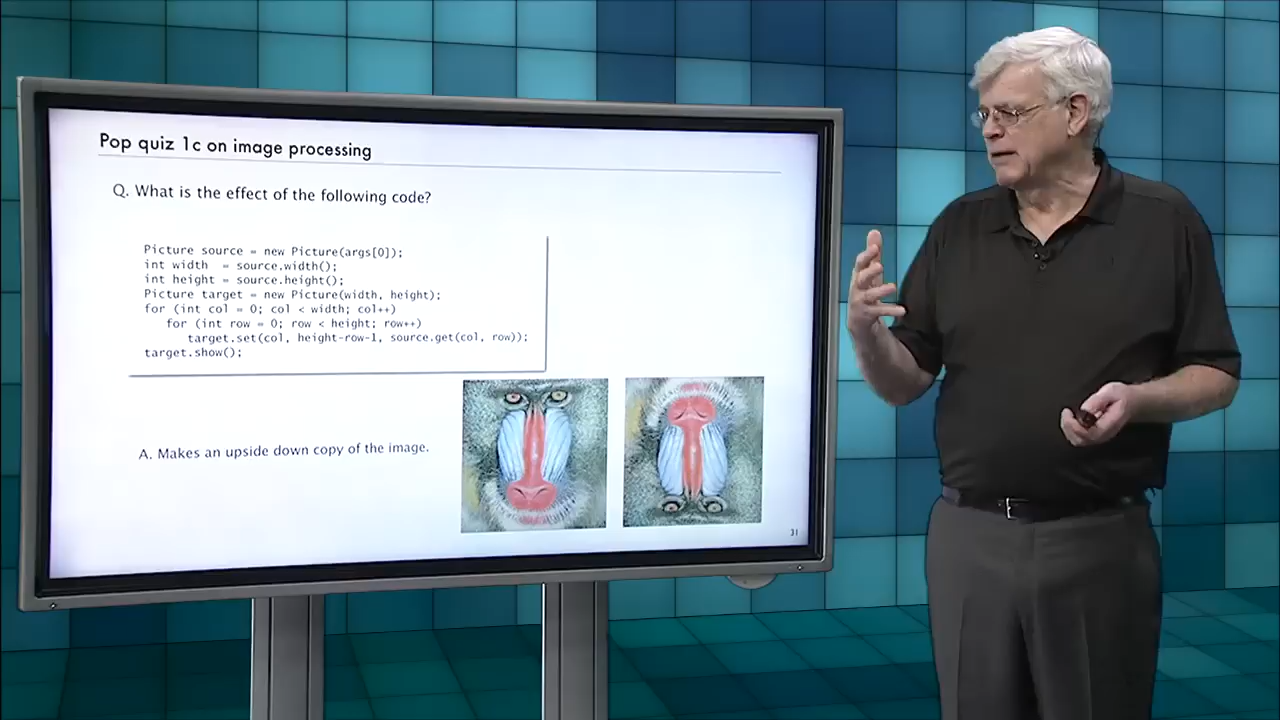 Pop quiz 1c on image processing
Q. What is the effect of the following code?
Picture source = new Picture(args[0]);
int width  = source.width();
int height = source.height();
Picture target = new Picture(width, height);
for (int col = 0; col < width; col++)
   for (int row = 0; row < height; row++)
      target.set(col, height-row-1, source.get(col, row));
target.show();
A. Makes an upside down copy of the image.
31